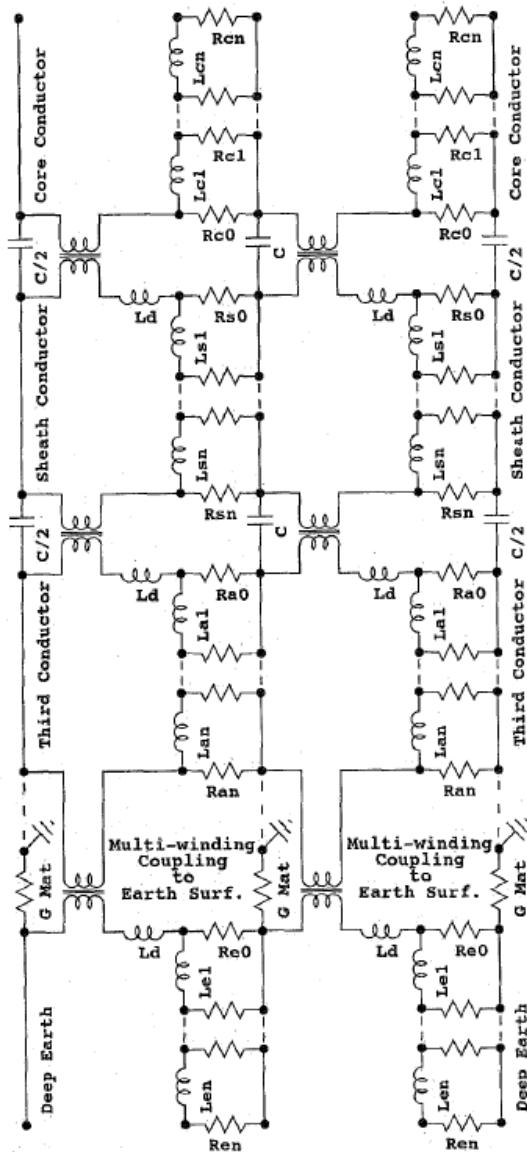 Core Conductor
Lcn
Rcn
Lc1
Rc1
Rc0
C/2
C
Ld
Rs0
Ls1
Sheath Conductor
Lsn
Rsn
C/2
C
Ld
Ra0
La1
Third Conductor
Lan
Ran
G Mat
Multi-winding
Coupling
to
Earth Surf.
G Mat
Ld
Re0
Le1
Deep Earth
Len
Ren
Lcn
Rcn
Lc1
Rc1
Rc0
Core Conductor
C/2
Ld
Rs0
Ls1
Sheath Conductor
Lsn
Rsn
C/2
Ld
Ra0
La1
Third Conductor
Lan
Ran
Multi-winding
Coupling
to
Earth Surf.
G Mat
Ld
Re0
Le1
Deep Earth
Len
Ren